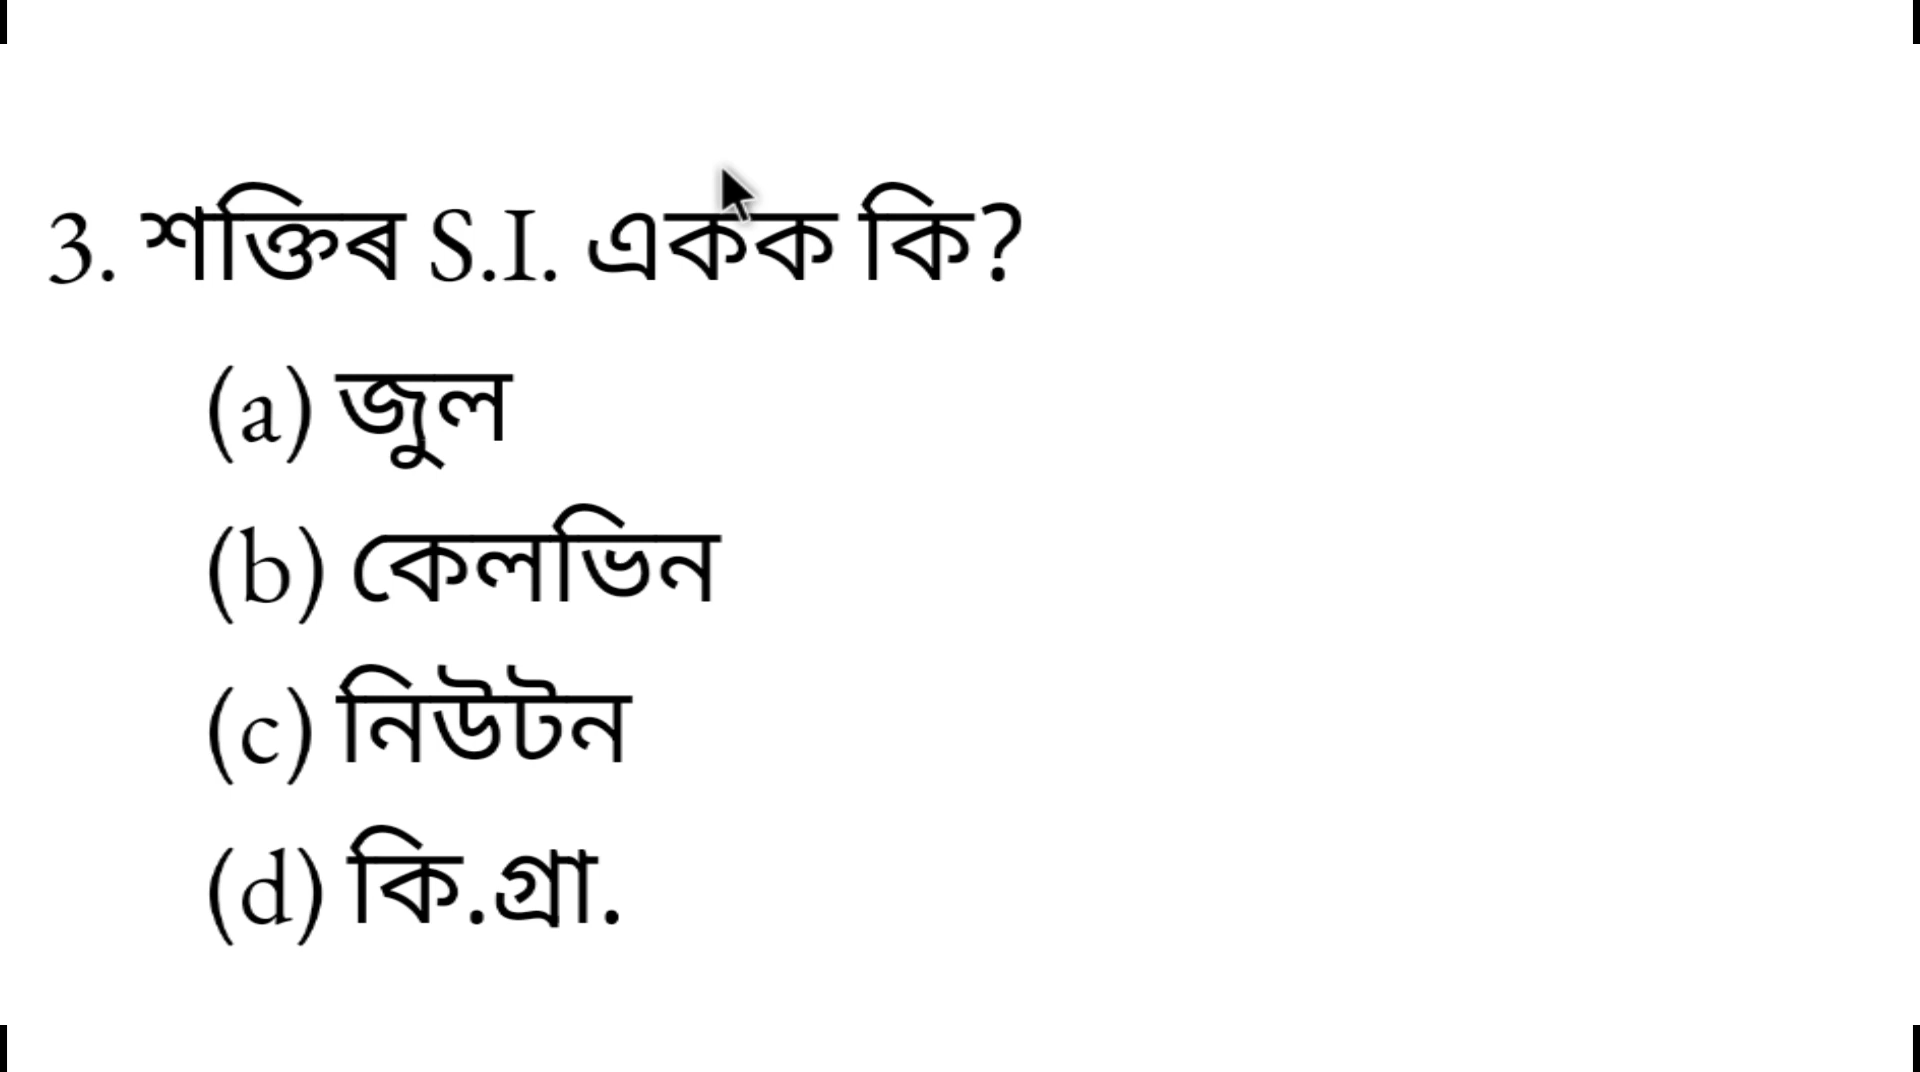 3. শক্তিৰ S.I. একক কি?
(a) জুল
(b) কেলভিন
(c) নিউটন
(d) কি.গ্ৰা.